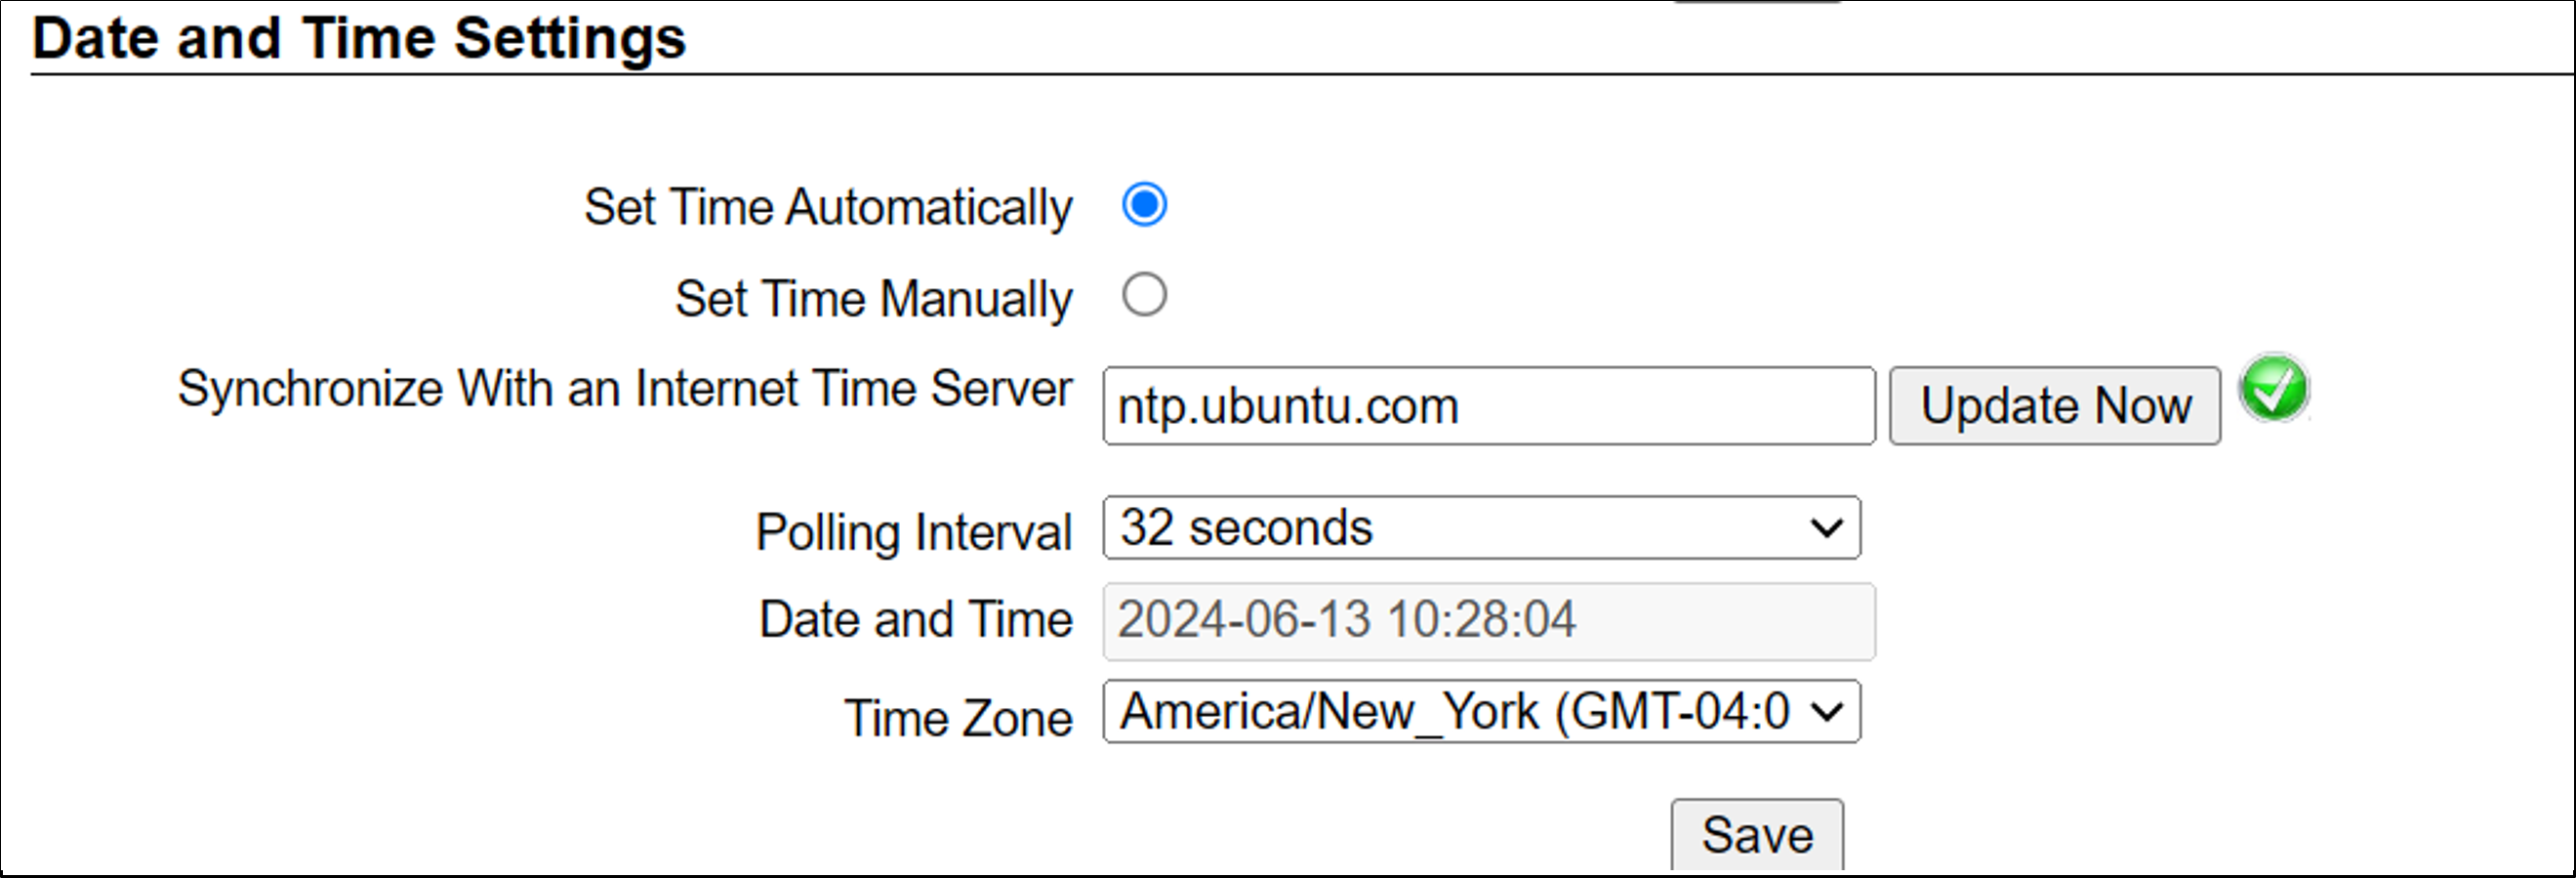 Date and Time Settings
Set Time Automatically
Set Time Manually
Synchronize With an Internet Time Server ntp.ubuntu.com Update Now
Polling Interval 32 seconds
Date and Time 2024-06-13 10:28:04
Time Zone America/New_York (GMT-04:0
Save